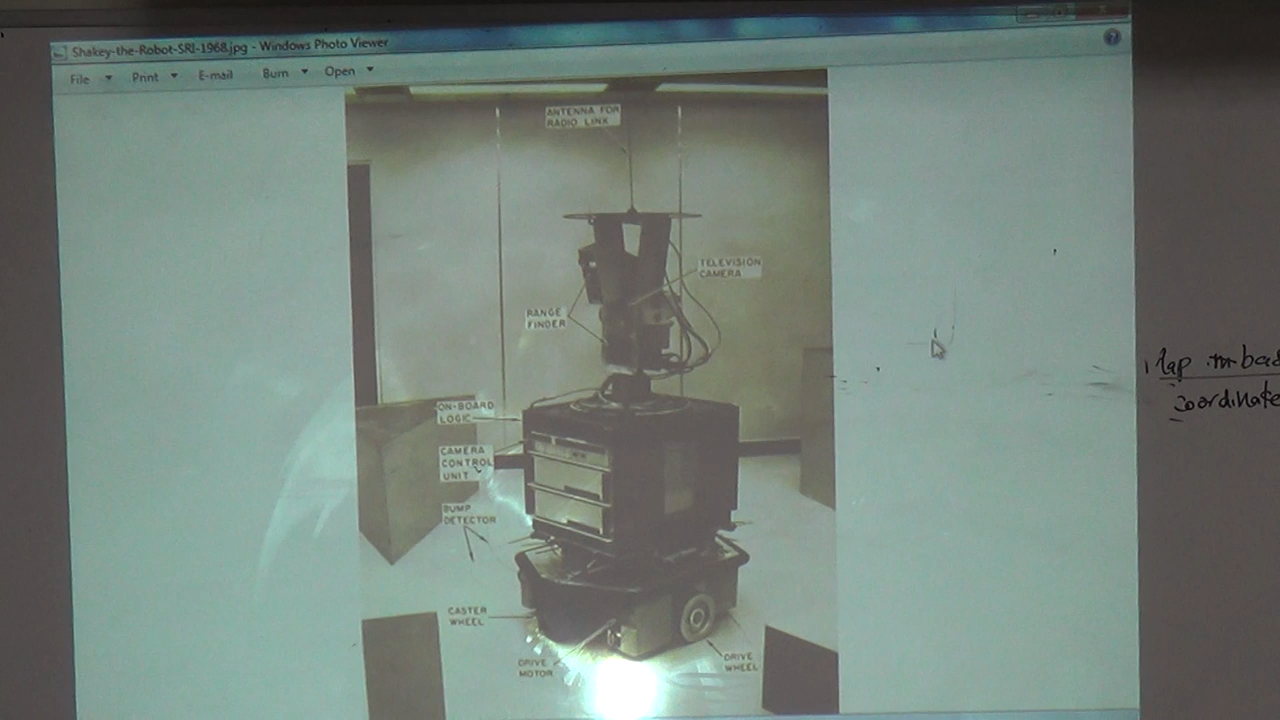 Shakey-the-Robot-SRI-1968.jpg - Windows Photo Viewer
File Print E-mail Burn Open
ANTENNA FOR
RADIO LINK
TELEVISION
CAMERA
RANGE
FINDER
ON-BOARD
LOGIC
CAMERA
CONTROL
UNIT
BUMP
DETECTOR
CASTER
WHEEL
DRIVE
MOTOR
DRIVE
WHEEL
coordinate